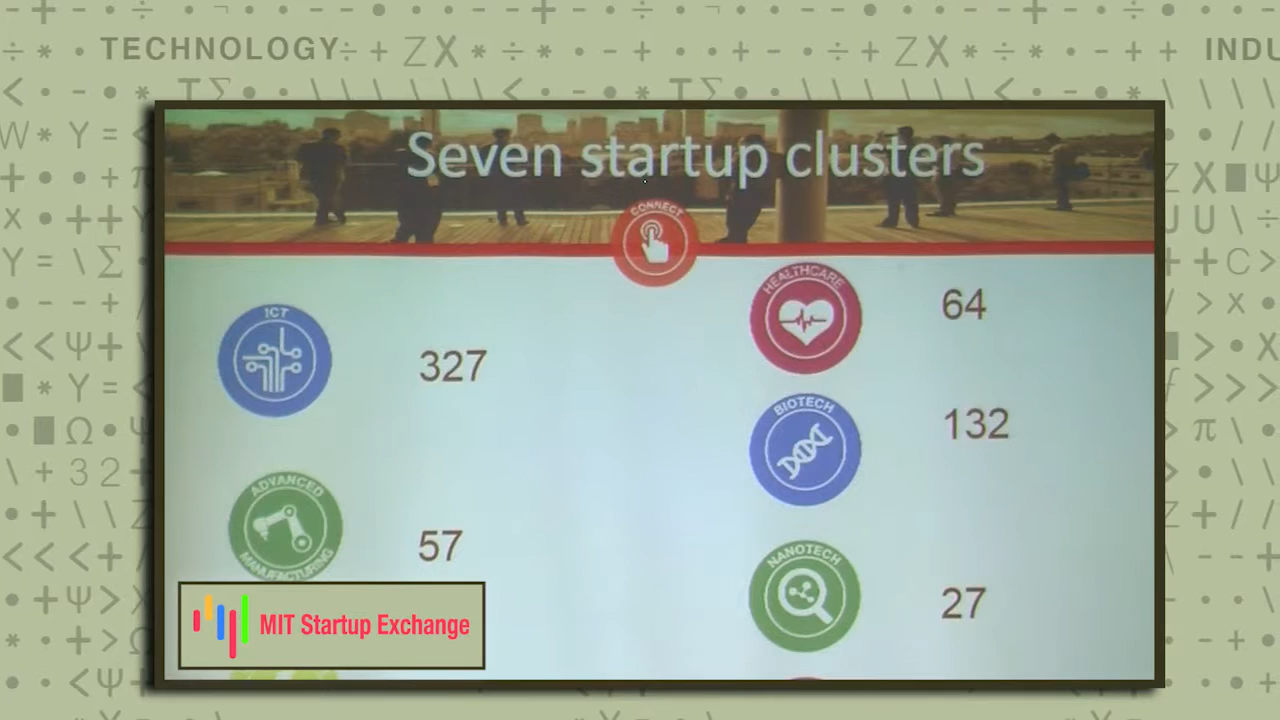 TECHNOLOGY
INDU
Seven startup clusters
CONNECT
ICT
327
ADVANCED
MANUFACTURING
57
HEALTHCARE
64
BIOTECH
132
NANOTECH
27
MIT Startup Exchange